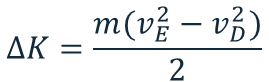 ΔK = m(v_E^2 − v_D^2) / 2